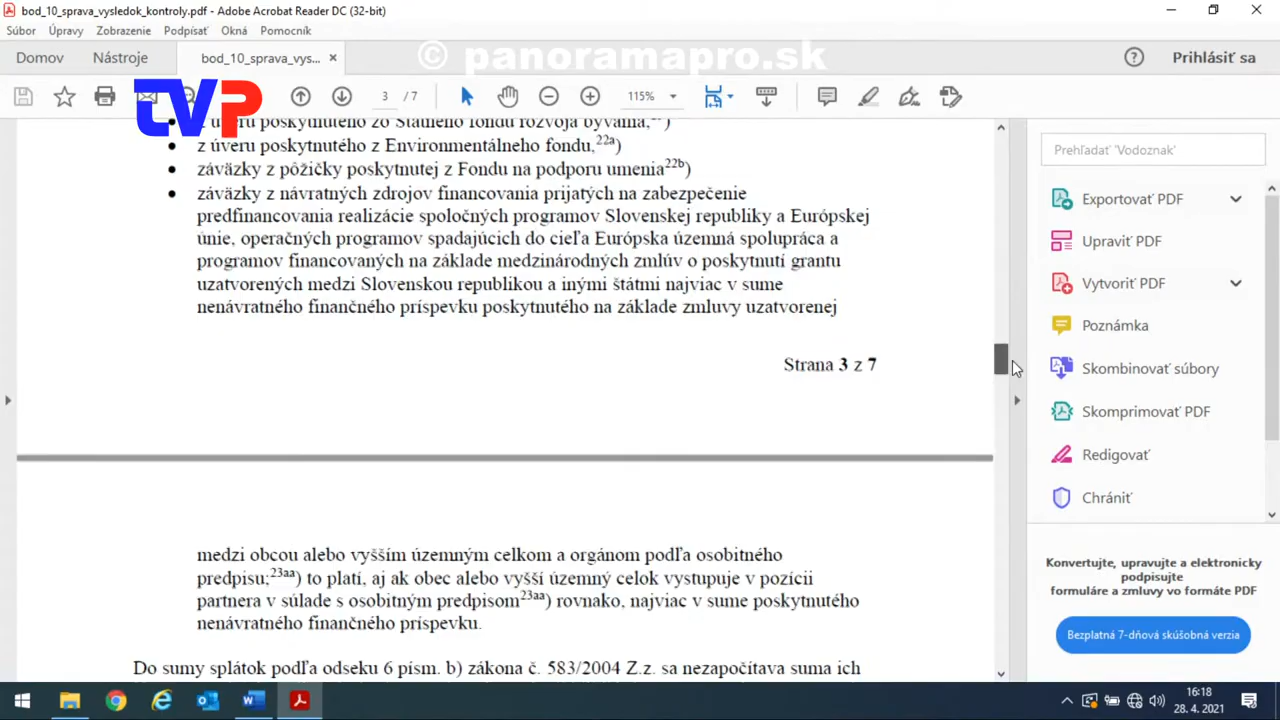 bod_10_sprava_vysledok_kontroly.pdf - Adobe Acrobat Reader DC (32-bit)
Súbor Úpravy Zobrazenie Podpísať Okná Pomocník
© panoramapro.sk
Domov Nástroje bod_10_sprava_vys... × Prihlásiť sa
TVP
3 / 7 115%
z úveru poskytnutého zo Štátneho fondu rozvoja bývania,
• z úveru poskytnutého z Environmentálneho fondu,22a)
• záväzky z pôžičky poskytnutej z Fondu na podporu umenia22b)
• záväzky z návratných zdrojov financovania prijatých na zabezpečenie
predfinancovania realizácie spoločných programov Slovenskej republiky a Európskej
únie, operačných programov spadajúcich do cieľa Európska územná spolupráca a
programov financovaných na základe medzinárodných zmlúv o poskytnutí grantu
uzatvorených medzi Slovenskou republikou a inými štátmi najviac v sume
nenávratného finančného príspevku poskytnutého na základe zmluvy uzatvorenej
Strana 3 z 7
medzi obcou alebo vyšším územným celkom a orgánom podľa osobitného
predpisu;23aa) to platí, aj ak obec alebo vyšší územný celok vystupuje v pozícii
partnera v súlade s osobitným predpisom23aa) rovnako, najviac v sume poskytnutého
nenávratného finančného príspevku.
Do sumy splátok podľa odseku 6 písm. b) zákona č. 583/2004 Z.z. sa nezapočítava suma ich
Prehľadať "Vodoznak"
Exportovať PDF
Upraviť PDF
Vytvoriť PDF
Poznámka
Skombinovať súbory
Skomprimovať PDF
Redigovať
Chrániť
Konvertujte, upravujte a elektronicky
podpisujte
formuláre a zmluvy vo formáte PDF
Bezplatná 7-dňová skúšobná verzia
16:18
28. 4. 2021